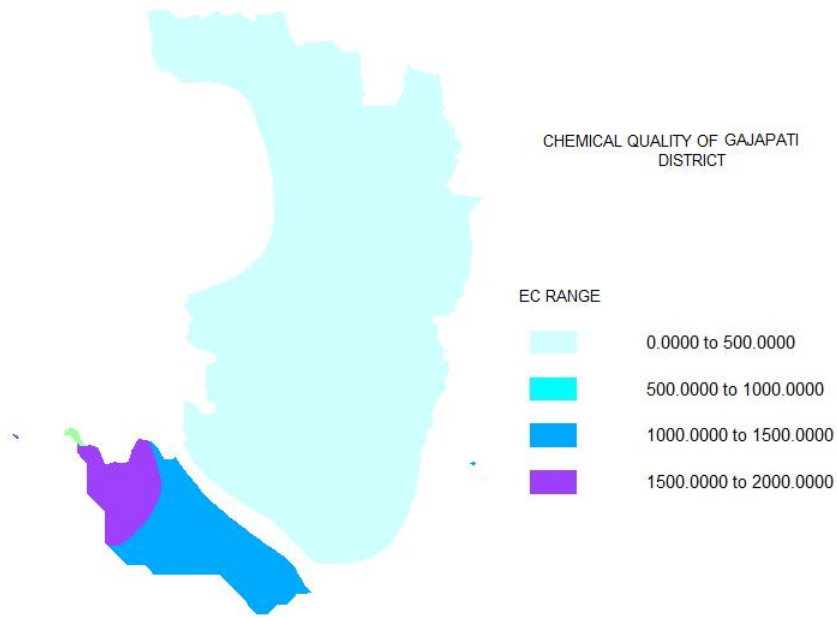 CHEMICAL QUALITY OF GAJAPATI
DISTRICT
EC RANGE
0.0000 to 500.0000
500.0000 to 1000.0000
1000.0000 to 1500.0000
1500.0000 to 2000.0000